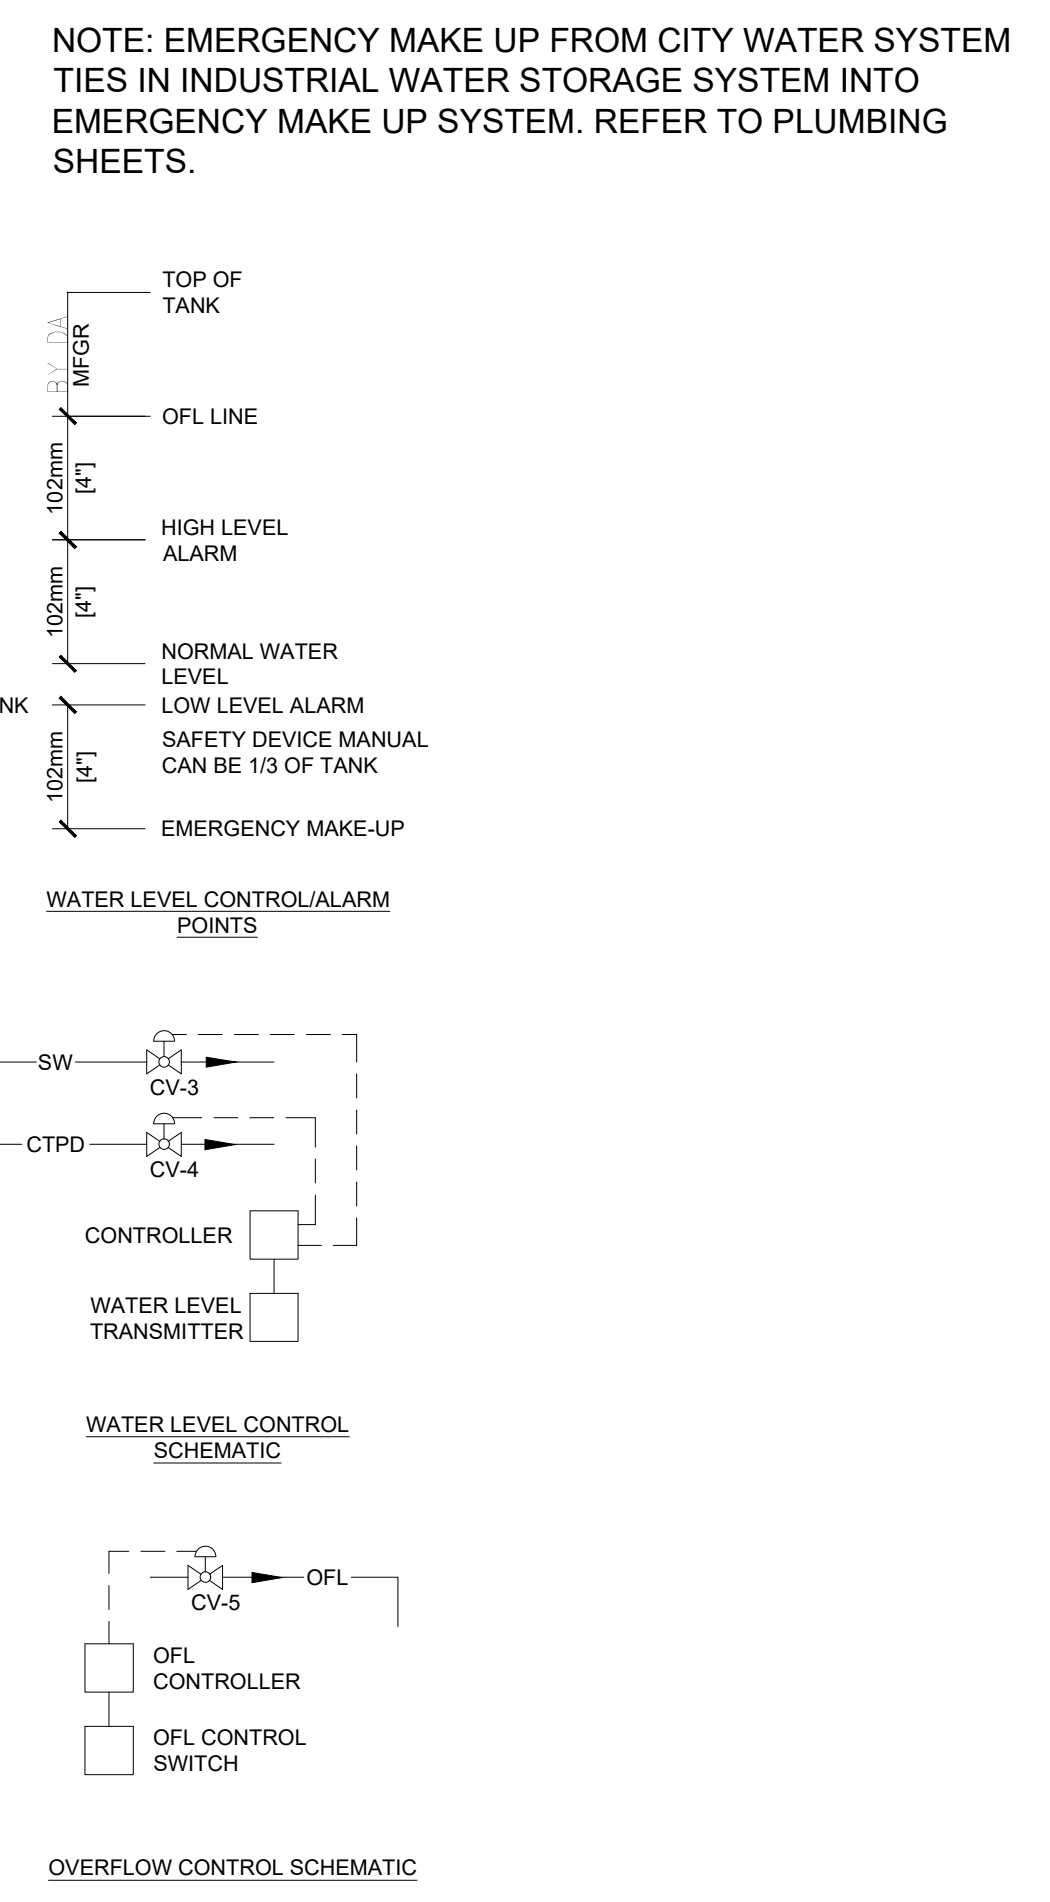 NOTE: EMERGENCY MAKE UP FROM CITY WATER SYSTEM
TIES IN INDUSTRIAL WATER STORAGE SYSTEM INTO
EMERGENCY MAKE UP SYSTEM. REFER TO PLUMBING
SHEETS.
TOP OF
TANK
BY DA
MFGR
OFL LINE
102mm
[4"]
HIGH LEVEL
ALARM
102mm
[4"]
NORMAL WATER
LEVEL
NK
LOW LEVEL ALARM
SAFETY DEVICE MANUAL
CAN BE 1/3 OF TANK
102mm
[4"]
EMERGENCY MAKE-UP
WATER LEVEL CONTROL/ALARM
POINTS
SW
CV-3
CTPD
CV-4
CONTROLLER
WATER LEVEL
TRANSMITTER
WATER LEVEL CONTROL
SCHEMATIC
OFL
CV-5
OFL
CONTROLLER
OFL CONTROL
SWITCH
OVERFLOW CONTROL SCHEMATIC